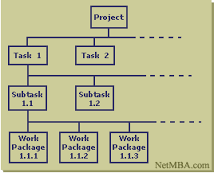 Project
Task 1
Task 2
Subtask
1.1
Subtask
1.2
Work
Package
1.1.1
Work
Package
1.1.2
Work
Package
1.1.3
NetMBA.com